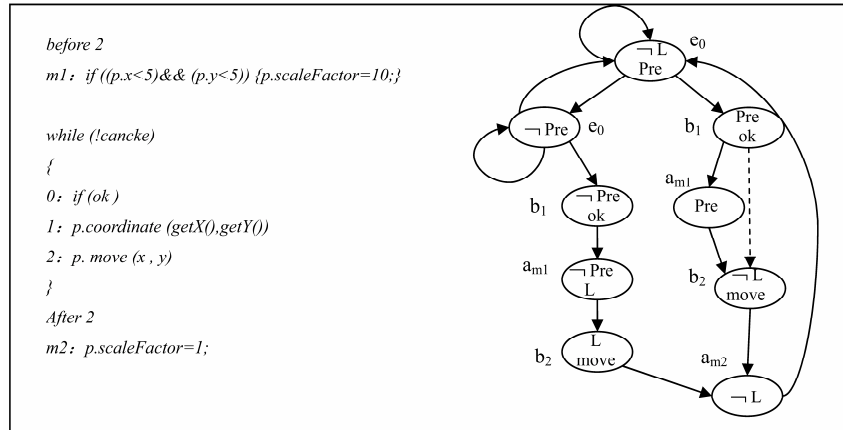 before 2
m1： if ((p.x<5)&& (p.y<5)) {p.scaleFactor=10;}
while (!cancke)
{
0： if (ok )
1： p.coordinate (getX(),getY())
2： p. move (x , y)
}
After 2
m2： p.scaleFactor=1;
¬ L
Pre
e0
¬ Pre
e0
Pre
ok
b1
¬ Pre
ok
b1
Pre
am1
¬ Pre
L
am1
¬ L
move
b2
L
move
b2
¬ L
am2